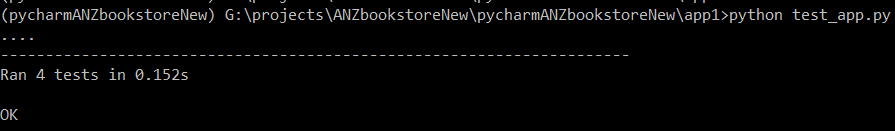 (pycharmANZbookstoreNew) G:\projects\ANZbookstoreNew\pycharmANZbookstoreNew\app1>python test_app.py
....
----------------------------------------------------------------------
Ran 4 tests in 0.152s
OK